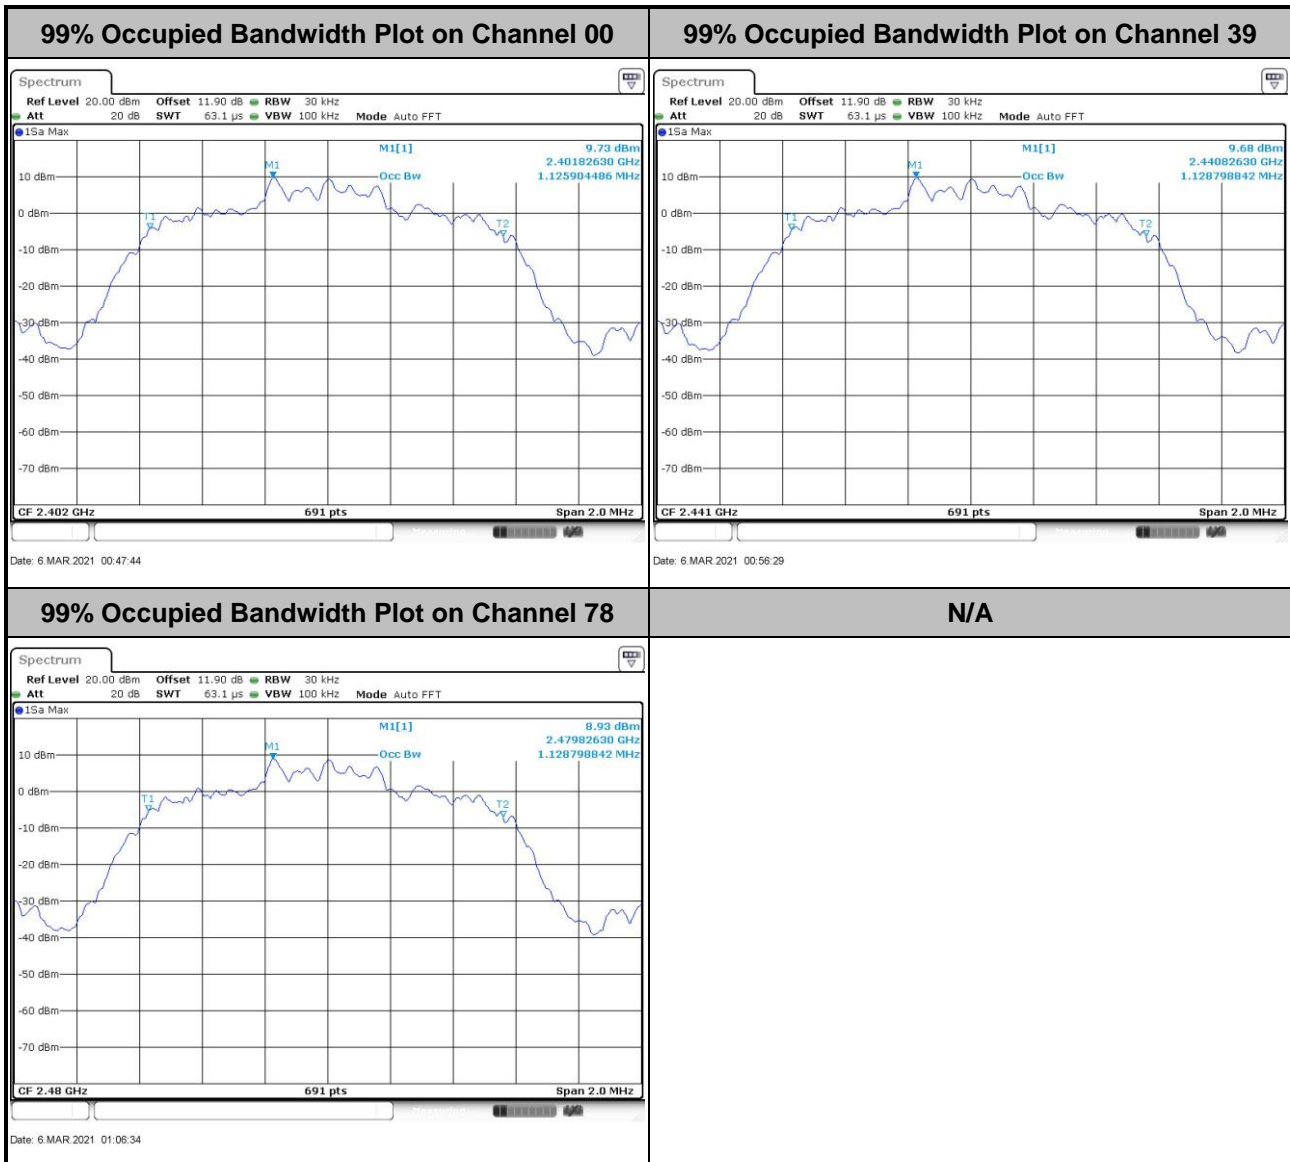 99% Occupied Bandwidth Plot on Channel 00
99% Occupied Bandwidth Plot on Channel 39
Spectrum
Ref Level 20.00 dBm Offset 11.90 dB RBW 30 kHz
Att 20 dB SWT 63.1 µs VBW 100 kHz Mode Auto FFT
1Sa Max
M1[1] 9.73 dBm
2.40182630 GHz
Occ Bw 1.125904486 MHz
M1
T1
T2
10 dBm
0 dBm
-10 dBm
-20 dBm
-30 dBm
-40 dBm
-50 dBm
-60 dBm
-70 dBm
CF 2.402 GHz 691 pts Span 2.0 MHz
Date: 6.MAR.2021 00:47:44
Spectrum
Ref Level 20.00 dBm Offset 11.90 dB RBW 30 kHz
Att 20 dB SWT 63.1 µs VBW 100 kHz Mode Auto FFT
1Sa Max
M1[1] 9.68 dBm
2.44082630 GHz
Occ Bw 1.128798842 MHz
M1
T1
T2
10 dBm
0 dBm
-10 dBm
-20 dBm
-30 dBm
-40 dBm
-50 dBm
-60 dBm
-70 dBm
CF 2.441 GHz 691 pts Span 2.0 MHz
Date: 6.MAR.2021 00:56:29
99% Occupied Bandwidth Plot on Channel 78
N/A
Spectrum
Ref Level 20.00 dBm Offset 11.90 dB RBW 30 kHz
Att 20 dB SWT 63.1 µs VBW 100 kHz Mode Auto FFT
1Sa Max
M1[1] 8.93 dBm
2.47982630 GHz
Occ Bw 1.128798842 MHz
M1
T1
T2
10 dBm
0 dBm
-10 dBm
-20 dBm
-30 dBm
-40 dBm
-50 dBm
-60 dBm
-70 dBm
CF 2.48 GHz 691 pts Span 2.0 MHz
Date: 6.MAR.2021 01:06:34